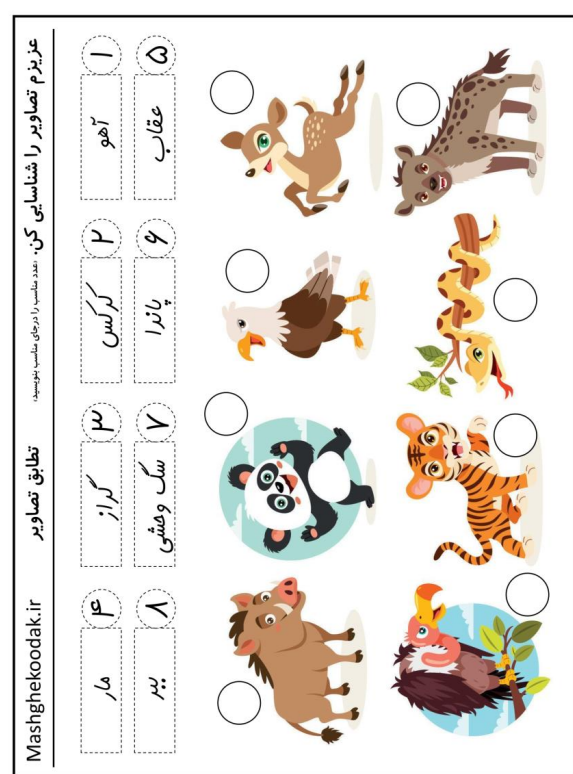 عزیزم تصاویر را شناسایی کن. «عدد مناسب را درجای مناسب بنویسید» تطابق تصاویر Mashghekoodak.ir
۱ ۲ ۳ ۴
آهو کرکس گراز مار
۵ ۶ ۷ ۸
عقاب پاندا سگ وحشی ببر